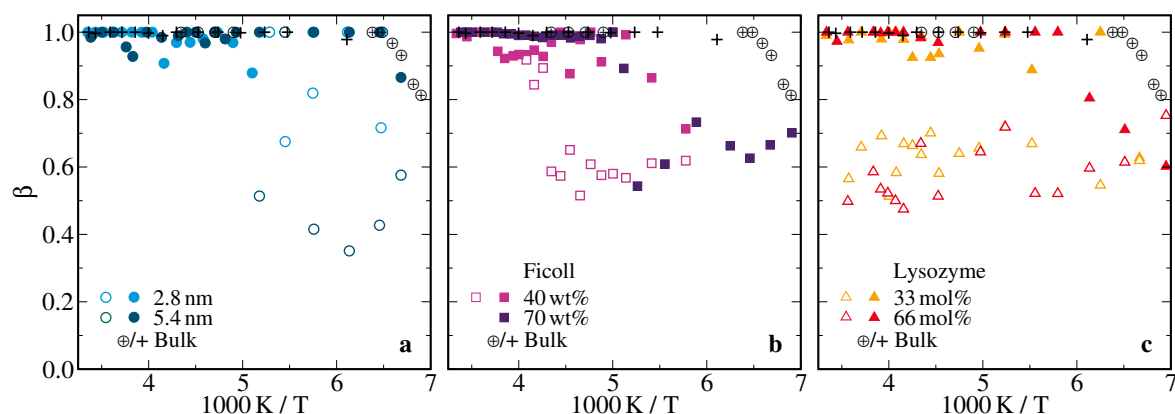 β
1.0
0.8
0.6
0.4
0.2
0.0
2.8 nm
5.4 nm
⊕/+ Bulk
a
4 5 6 7
1000 K / T
Ficoll
40 wt%
70 wt%
⊕/+ Bulk
b
4 5 6 7
1000 K / T
Lysozyme
33 mol%
66 mol%
⊕/+ Bulk
c
4 5 6 7
1000 K / T